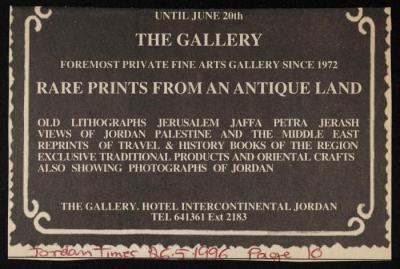 UNTIL JUNE 20th
THE GALLERY
FOREMOST PRIVATE FINE ARTS GALLERY SINCE 1972
RARE PRINTS FROM AN ANTIQUE LAND
OLD LITHOGRAPHS JERUSALEM JAFFA PETRA JERASH
VIEWS OF JORDAN PALESTINE AND THE MIDDLE EAST
REPRINTS OF TRAVEL & HISTORY BOOKS OF THE REGION
EXCLUSIVE TRADITIONAL PRODUCTS AND ORIENTAL CRAFTS
ALSO SHOWING PHOTOGRAPHS OF JORDAN
THE GALLERY. HOTEL INTERCONTINENTAL JORDAN
TEL 641361 Ext 2183
Jordan Times 1996 Page 10